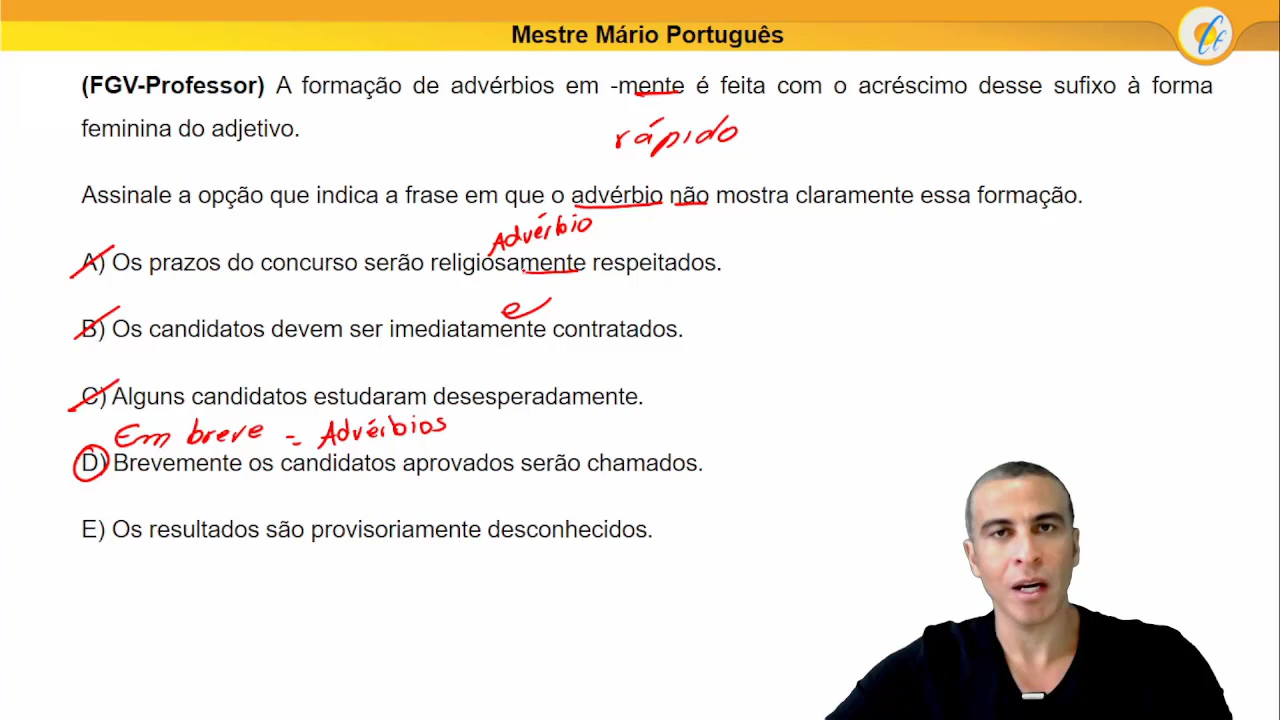 Mestre Mário Português
(FGV-Professor) A formação de advérbios em -mente é feita com o acréscimo desse sufixo à forma
feminina do adjetivo.
rápido
Assinale a opção que indica a frase em que o advérbio não mostra claramente essa formação.
Advérbio
A) Os prazos do concurso serão religiosamente respeitados.
B) Os candidatos devem ser imediatamente contratados.
C) Alguns candidatos estudaram desesperadamente.
Em breve = Advérbios
D) Brevemente os candidatos aprovados serão chamados.
E) Os resultados são provisoriamente desconhecidos.